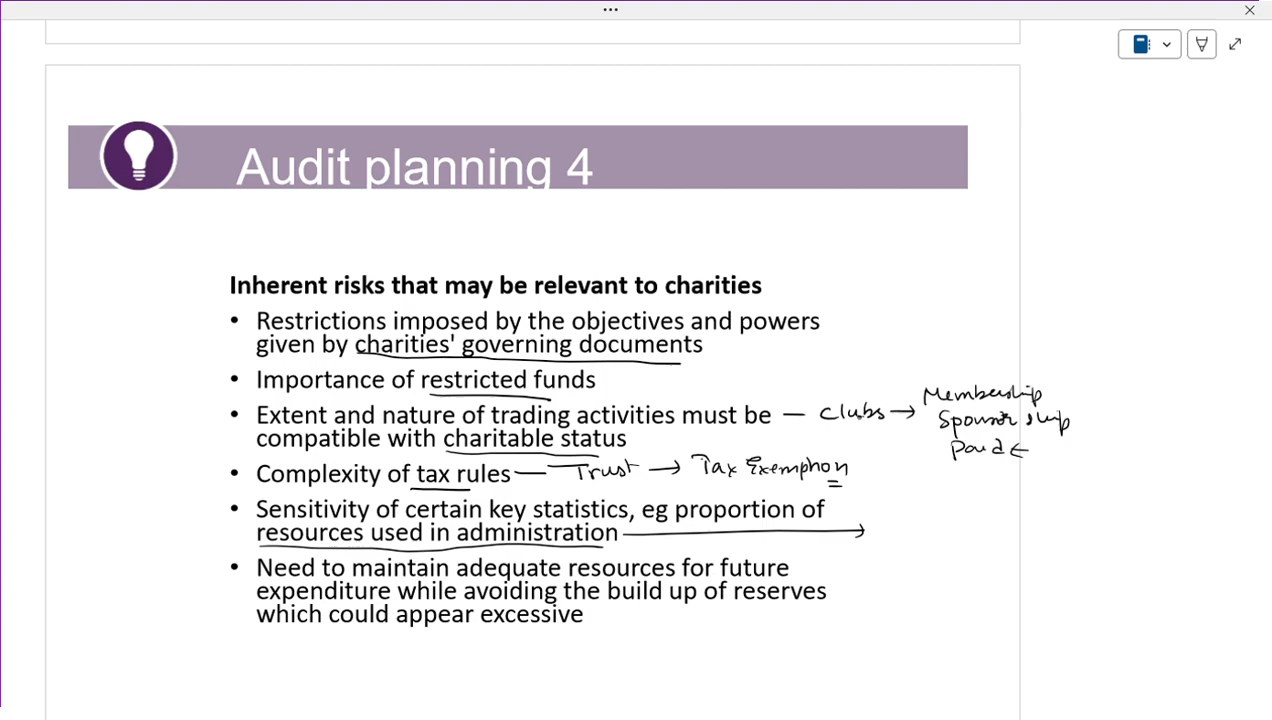 Audit planning 4
Inherent risks that may be relevant to charities
• Restrictions imposed by the objectives and powers
given by charities' governing documents
• Importance of restricted funds
• Extent and nature of trading activities must be — clubs → Membership
Sponsorship
compatible with charitable status
• Complexity of tax rules — Trust → Tax Exemption
• Sensitivity of certain key statistics, eg proportion of
resources used in administration
• Need to maintain adequate resources for future
expenditure while avoiding the build up of reserves
which could appear excessive